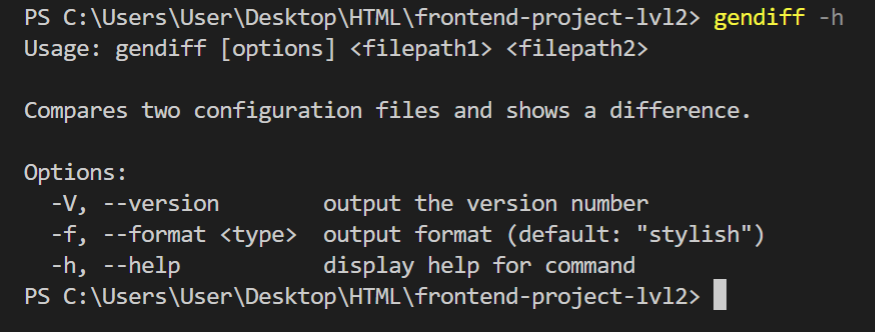 PS C:\Users\User\Desktop\HTML\frontend-project-lvl2> gendiff -h
Usage: gendiff [options] <filepath1> <filepath2>

Compares two configuration files and shows a difference.

Options:
  -V, --version        output the version number
  -f, --format <type>  output format (default: "stylish")
  -h, --help           display help for command
PS C:\Users\User\Desktop\HTML\frontend-project-lvl2>